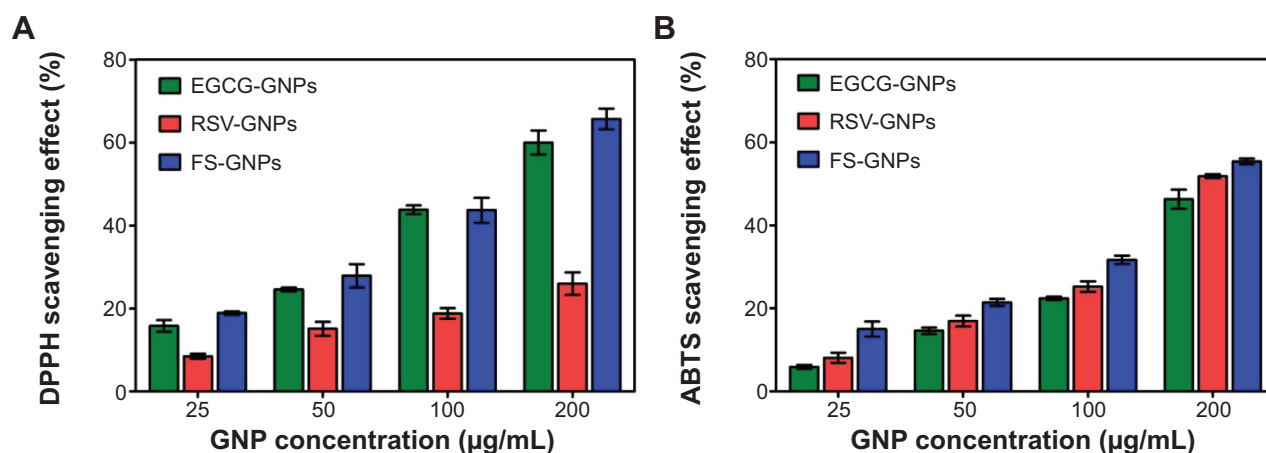 A
DPPH scavenging effect (%)
80
60
40
20
0
EGCG-GNPs
RSV-GNPs
FS-GNPs
25 50 100 200
GNP concentration (µg/mL)
B
ABTS scavenging effect (%)
80
60
40
20
0
EGCG-GNPs
RSV-GNPs
FS-GNPs
25 50 100 200
GNP concentration (µg/mL)